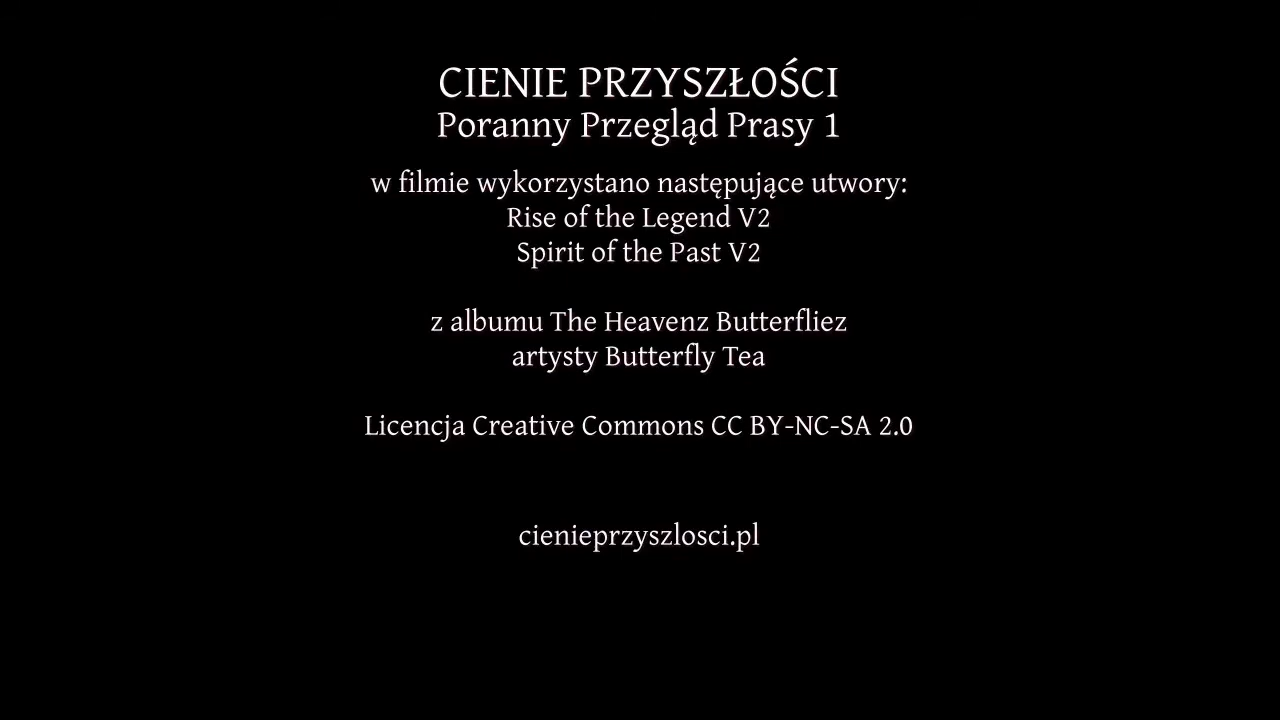 CIENIE PRZYSZŁOŚCI
Poranny Przegląd Prasy 1
w filmie wykorzystano następujące utwory:
Rise of the Legend V2
Spirit of the Past V2
z albumu The Heavenz Butterfliez
artysty Butterfly Tea
Licencja Creative Commons CC BY-NC-SA 2.0
cienieprzyszlosci.pl